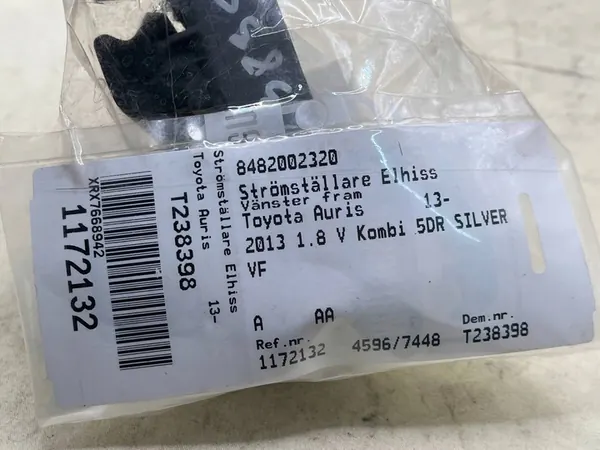 8482002320
Strömställare Elhiss
Vänster fram
Toyota Auris 13-
2013 1.8 V Kombi 5DR SILVER
VF
A AA
Ref.nr. Dem.nr.
1172132 4596/7448 T238398
Strömställare Elhiss
Toyota Auris 13-
T238398
XRX7668942
1172132